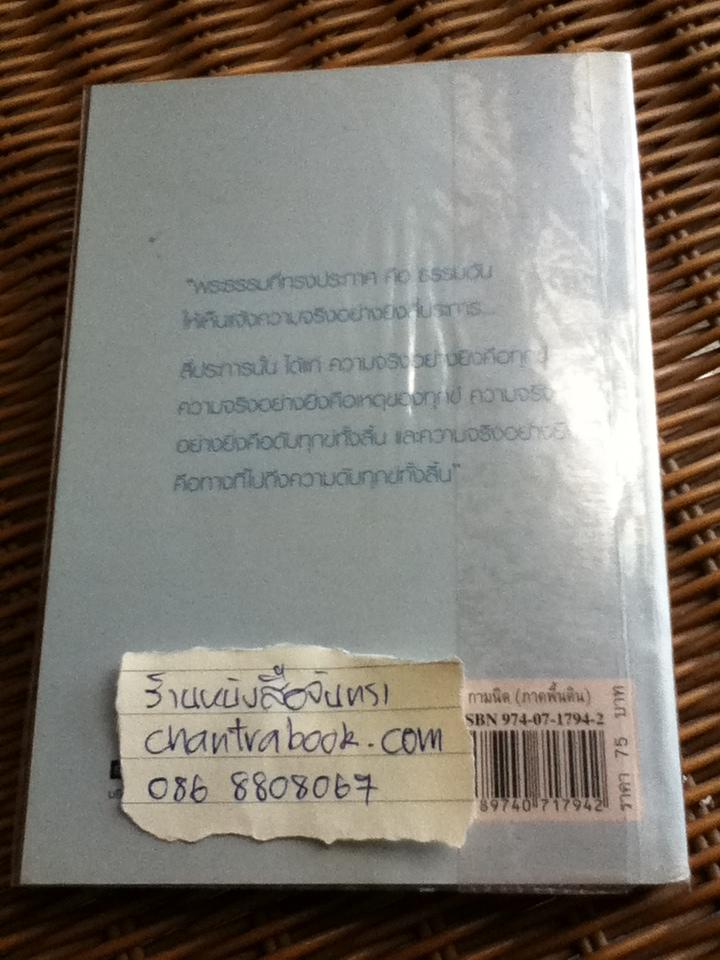 "พระธรรมที่ทรงประกาศ คือ ธรรมอัน
ให้เห็นแจ้งความจริงอย่างยิ่งสี่ประการ...
สี่ประการนั้น ได้แก่ ความจริงอย่างยิ่งคือทุกข์
ความจริงอย่างยิ่งคือเหตุของทุกข์ ความจริง
อย่างยิ่งคือดับทุกข์ทั้งสิ้น และความจริงอย่างยิ่ง
คือทางที่ไปถึงความดับทุกข์ทั้งสิ้น"
ร้านหนังสือจันทรา
chantrabook.com
086 8808067
กามนิต (ภาคพื้นดิน)
ISBN 974-07-1794-2
89740 717942
ราคา 75 บาท